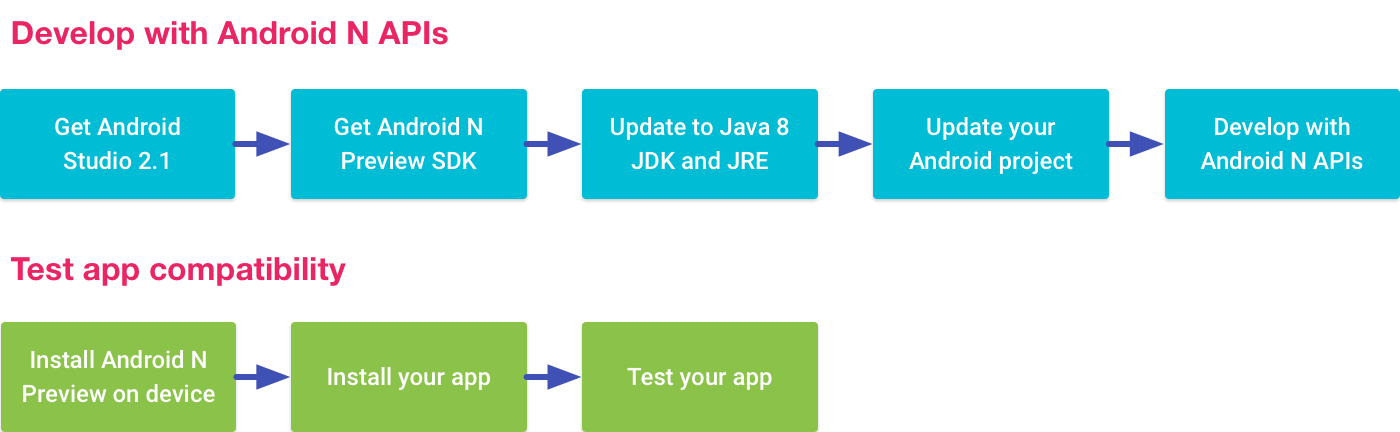 Develop with Android N APIs
Get Android
Studio 2.1
Get Android N
Preview SDK
Update to Java 8
JDK and JRE
Update your
Android project
Develop with
Android N APIs
Test app compatibility
Install Android N
Preview on device
Install your app
Test your app